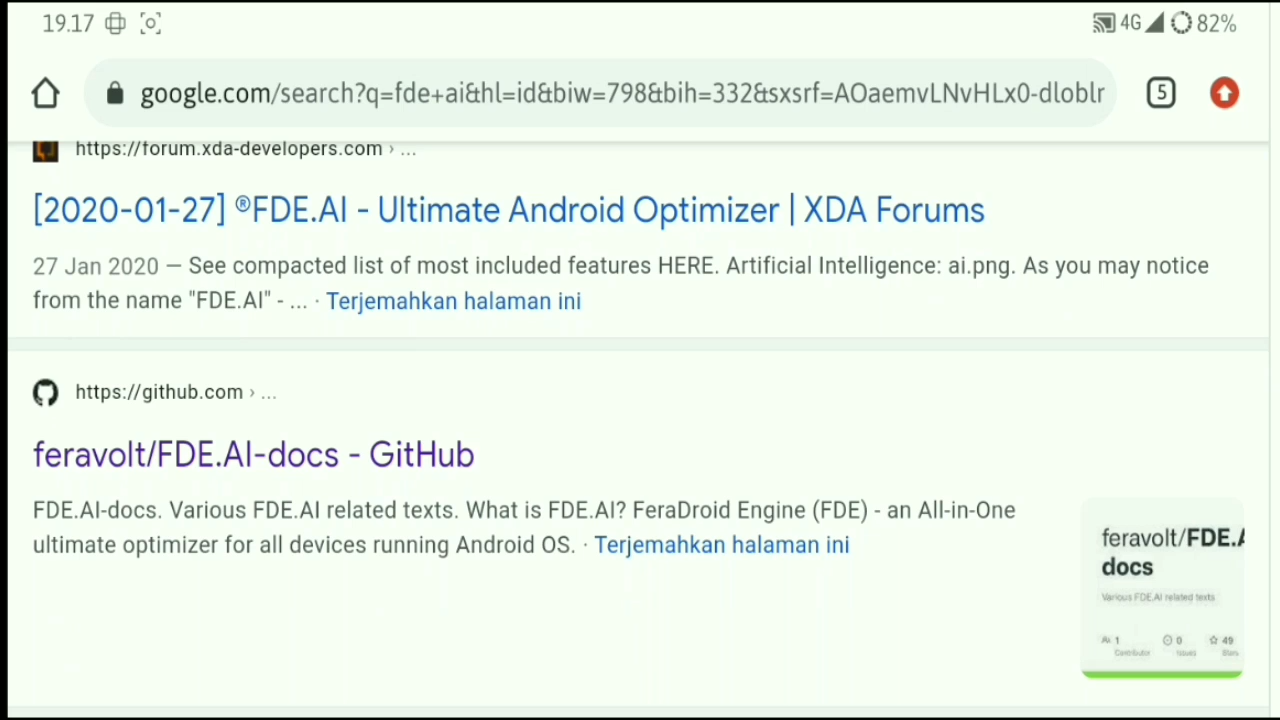 19.17
4G 82%
google.com/search?q=fde+ai&hl=id&biw=798&bih=332&sxsrf=AOaemvLNvHLx0-dloblr
5
https://forum.xda-developers.com › ...
[2020-01-27] ®FDE.AI - Ultimate Android Optimizer | XDA Forums
27 Jan 2020 — See compacted list of most included features HERE. Artificial Intelligence: ai.png. As you may notice
from the name "FDE.AI" - ... · Terjemahkan halaman ini
https://github.com › ...
feravolt/FDE.AI-docs - GitHub
FDE.AI-docs. Various FDE.AI related texts. What is FDE.AI? FeraDroid Engine (FDE) - an All-in-One
ultimate optimizer for all devices running Android OS. · Terjemahkan halaman ini
feravolt/FDE.A
docs
Various FDE.AI related texts
1 0 49
Contributor Issues